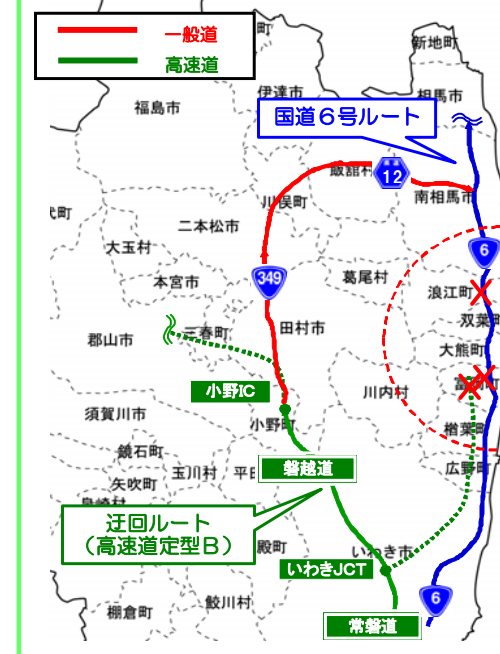 一般道
高速道
町
新地町
伊達市
相馬市
福島市
国道6号ルート
飯舘村
県道
12
南相馬市
川俣町
二本松市
大玉村
6
349
葛尾村
本宮市
浪江町
双葉町
三春町
田村市
郡山市
大熊町
小野IC
川内村
富岡町
須賀川市
小野町
楢葉町
鏡石町
磐越道
広野町
玉川村
矢吹町
迂回ルート
(高速道定型B)
いわき市
いわきJCT
6
鮫川村
棚倉町
常磐道